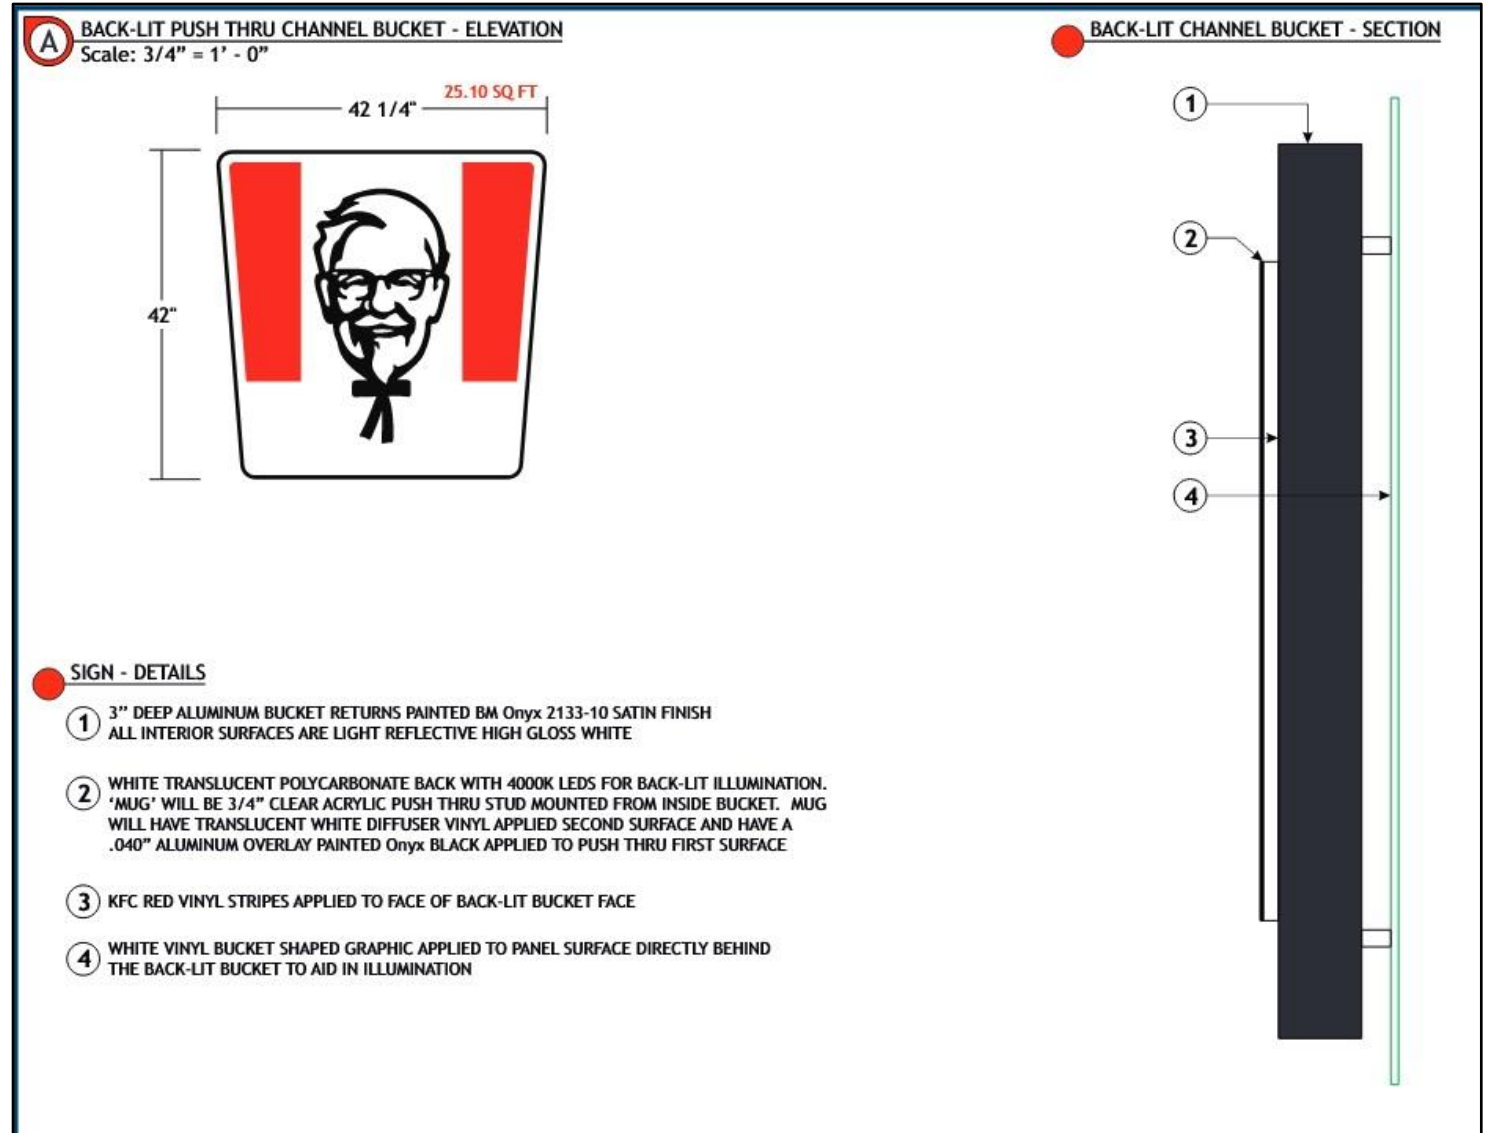 A
BACK-LIT PUSH THRU CHANNEL BUCKET - ELEVATION
Scale: 3/4” = 1’ - 0”
25.10 SQ FT
42 1/4"
42"
BACK-LIT CHANNEL BUCKET - SECTION
1
2
3
4
SIGN - DETAILS
1 3” DEEP ALUMINUM BUCKET RETURNS PAINTED BM Onyx 2133-10 SATIN FINISH
ALL INTERIOR SURFACES ARE LIGHT REFLECTIVE HIGH GLOSS WHITE
2 WHITE TRANSLUCENT POLYCARBONATE BACK WITH 4000K LEDS FOR BACK-LIT ILLUMINATION.
‘MUG’ WILL BE 3/4” CLEAR ACRYLIC PUSH THRU STUD MOUNTED FROM INSIDE BUCKET. MUG
WILL HAVE TRANSLUCENT WHITE DIFFUSER VINYL APPLIED SECOND SURFACE AND HAVE A
.040” ALUMINUM OVERLAY PAINTED Onyx BLACK APPLIED TO PUSH THRU FIRST SURFACE
3 KFC RED VINYL STRIPES APPLIED TO FACE OF BACK-LIT BUCKET FACE
4 WHITE VINYL BUCKET SHAPED GRAPHIC APPLIED TO PANEL SURFACE DIRECTLY BEHIND
THE BACK-LIT BUCKET TO AID IN ILLUMINATION